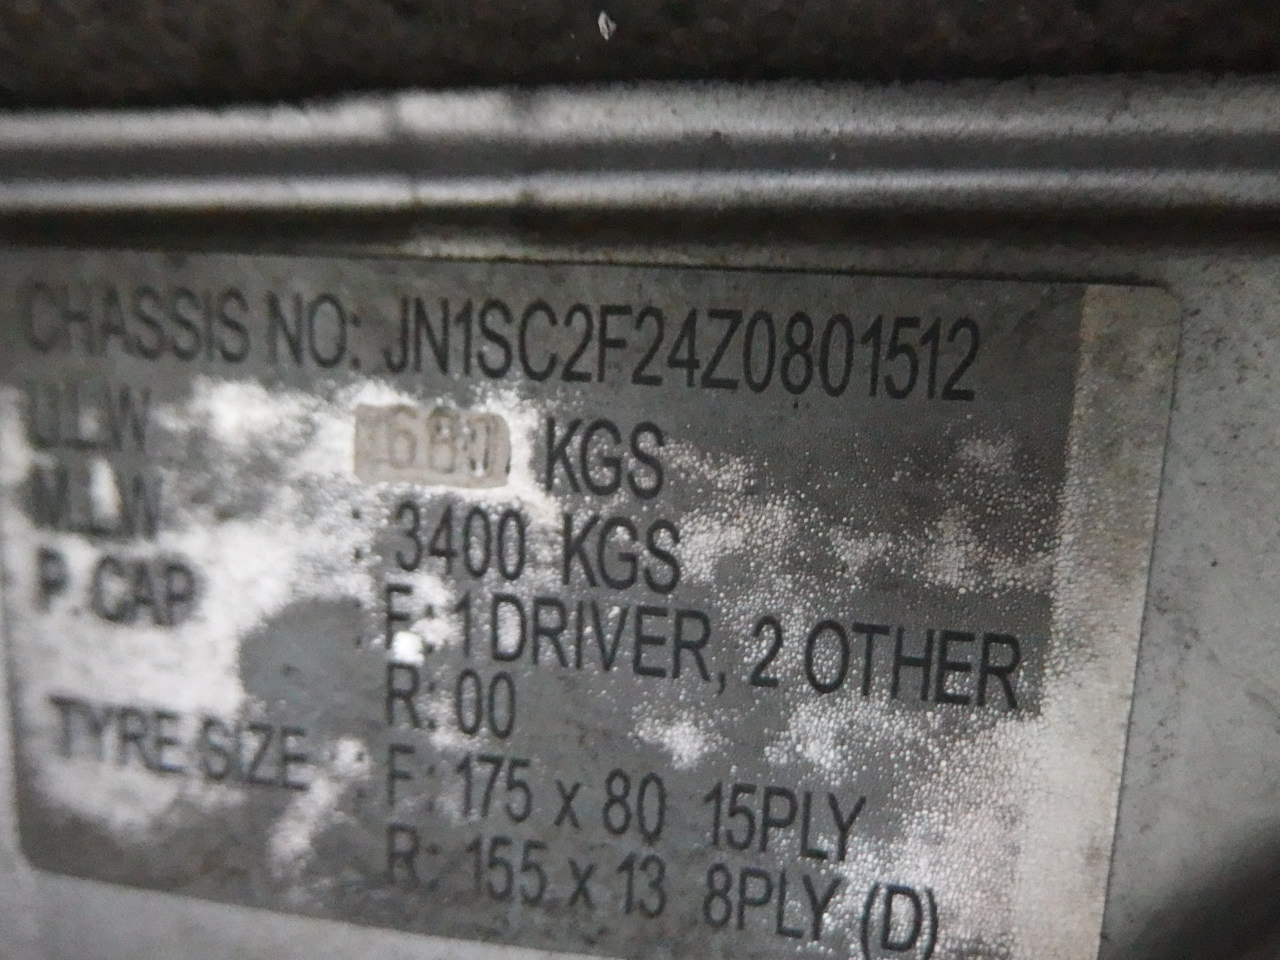 CHASSIS NO: JN1SC2F24Z0801512
U.L.W KGS
M.L.W : 3400 KGS
P. CAP : F: 1 DRIVER, 2 OTHER
R: 00
TYRE SIZE : F: 175 x 80 15PLY
R: 155 x 13 8PLY (D)